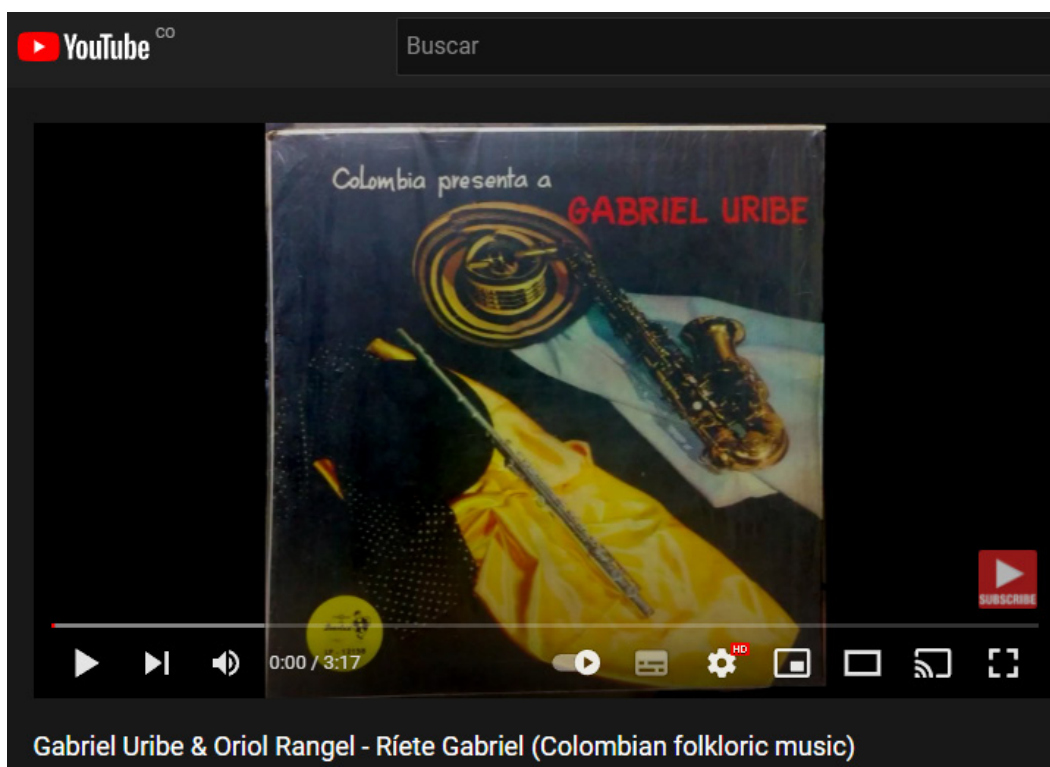 YouTube CO
Buscar
Colombia presenta a
GABRIEL URIBE
SUBSCRIBE
0:00 / 3:17
HD
Gabriel Uribe & Oriol Rangel - Ríete Gabriel (Colombian folkloric music)